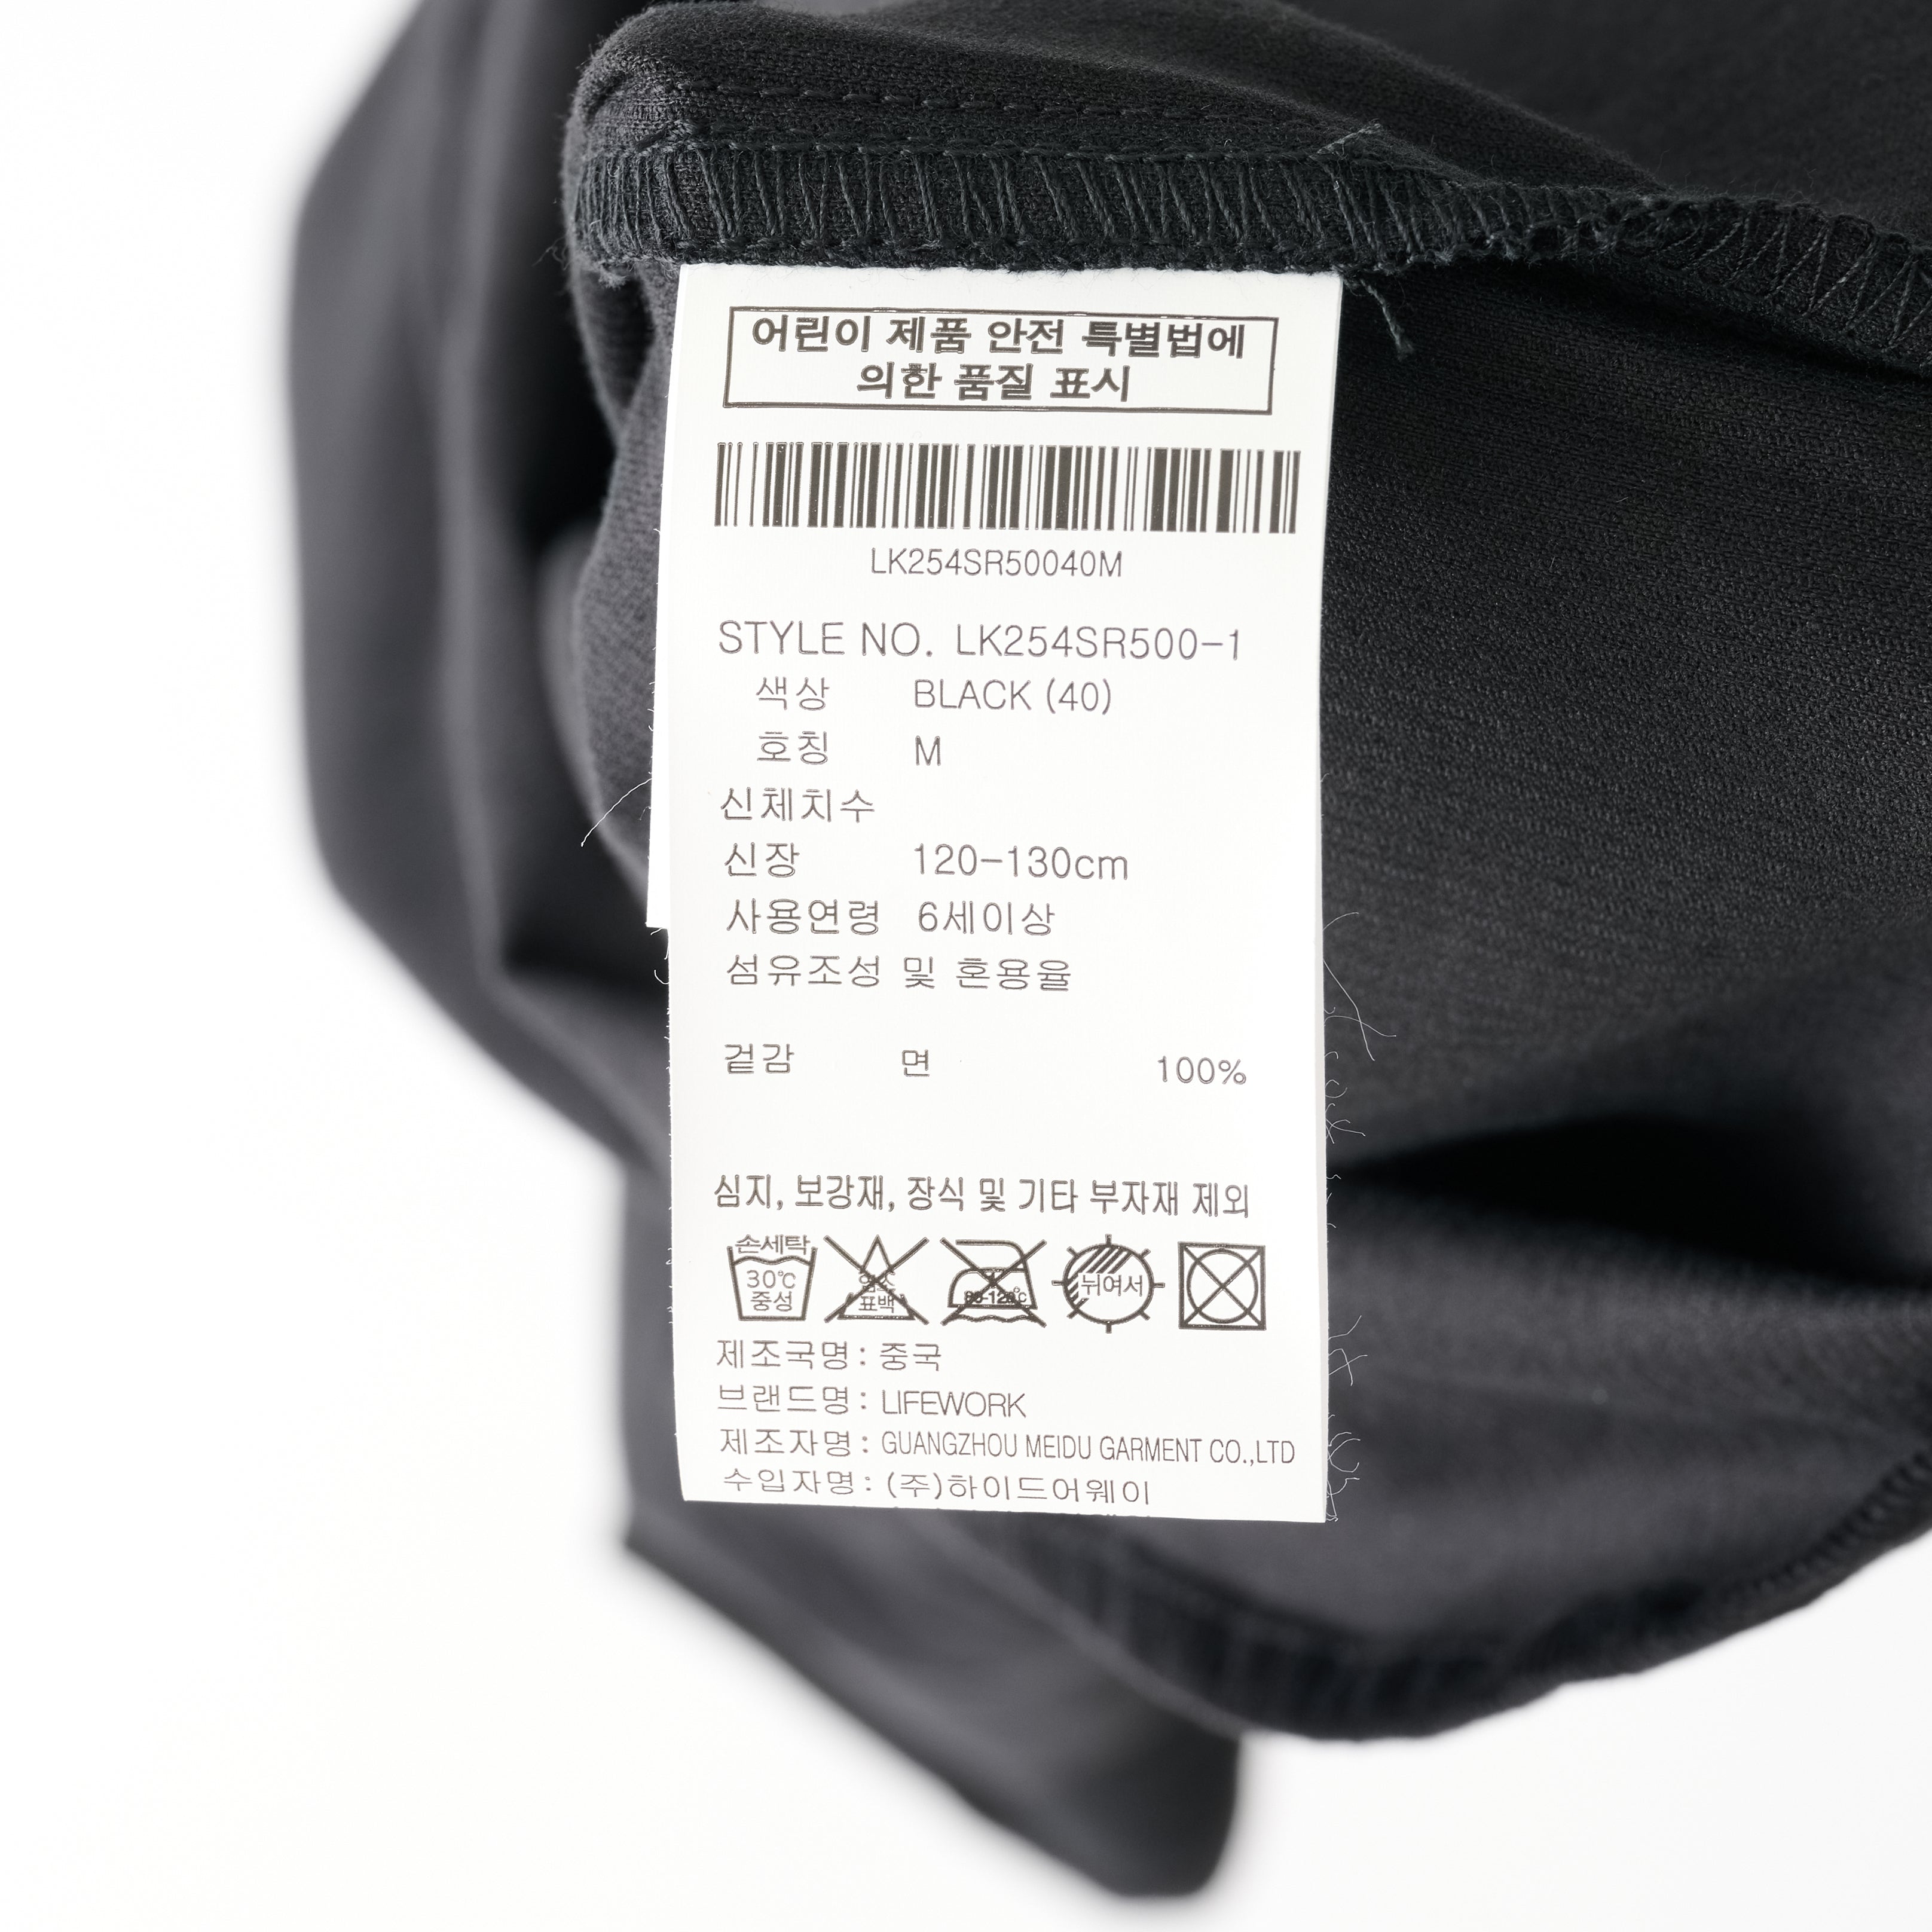 어린이 제품 안전 특별법에
의한 품질 표시
LK254SR50040M
STYLE NO. LK254SR500-1
색상 BLACK (40)
호칭 M
신체치수
신장 120-130cm
사용연령 6세이상
섬유조성 및 혼용율
겉감 면 100%
심지, 보강재, 장식 및 기타 부자재 제외
손세탁
30℃
중성
표백
80-120℃
뉘여서
제조국명: 중국
브랜드명: LIFEWORK
제조자명: GUANGZHOU MEIDU GARMENT CO.,LTD
수입자명: (주)하이드어웨이